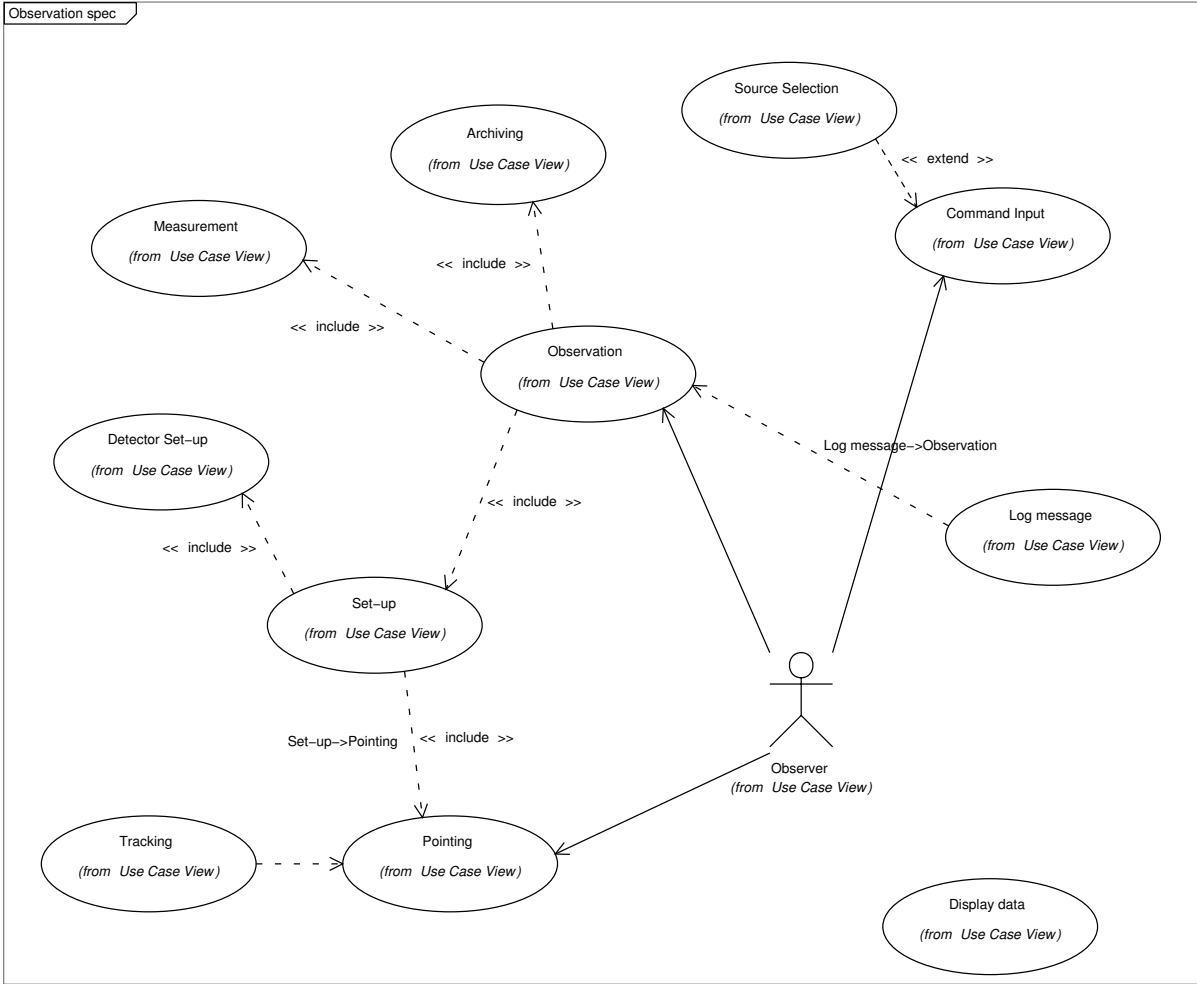 Observation spec
Source Selection
(from Use Case View)
<< extend >>
Archiving
(from Use Case View)
Command Input
(from Use Case View)
Measurement
(from Use Case View)
<< include >>
<< include >>
Observation
(from Use Case View)
Detector Set−up
(from Use Case View)
Log message−>Observation
<< include >>
Log message
(from Use Case View)
<< include >>
Set−up
(from Use Case View)
Set−up−>Pointing
<< include >>
Observer
(from Use Case View)
Tracking
(from Use Case View)
Pointing
(from Use Case View)
Display data
(from Use Case View)